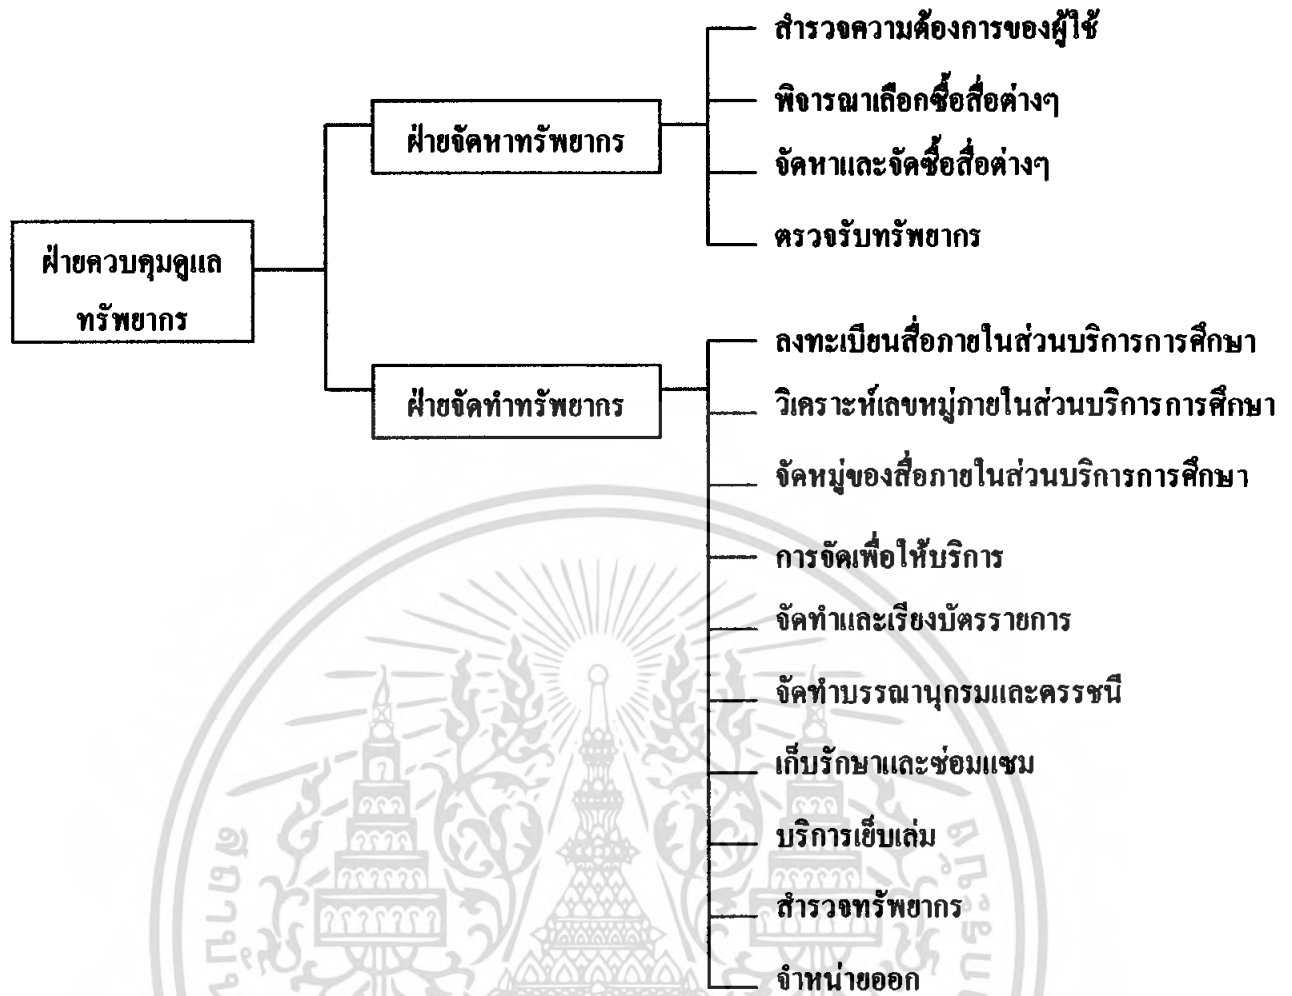 สำรวจความต้องการของผู้ใช้
พิจารณาเลือกซื้อสื่อต่างๆ
ฝ่ายจัดหาทรัพยากร
จัดหาและจัดซื้อสื่อต่างๆ
ตรวจรับทรัพยากร
ฝ่ายควบคุมดูแล
ทรัพยากร
ลงทะเบียนสื่อภายในส่วนบริการการศึกษา
ฝ่ายจัดทำทรัพยากร
วิเคราะห์เลขหมู่ภายในส่วนบริการการศึกษา
จัดหมู่ของสื่อภายในส่วนบริการการศึกษา
การจัดเพื่อให้บริการ
จัดทำและเรียงบัตรรายการ
จัดทำบรรณานุกรมและครรชนี
เก็บรักษาและซ่อมแซม
บริการเย็บเล่ม
สำรวจทรัพยากร
จำหน่ายออก